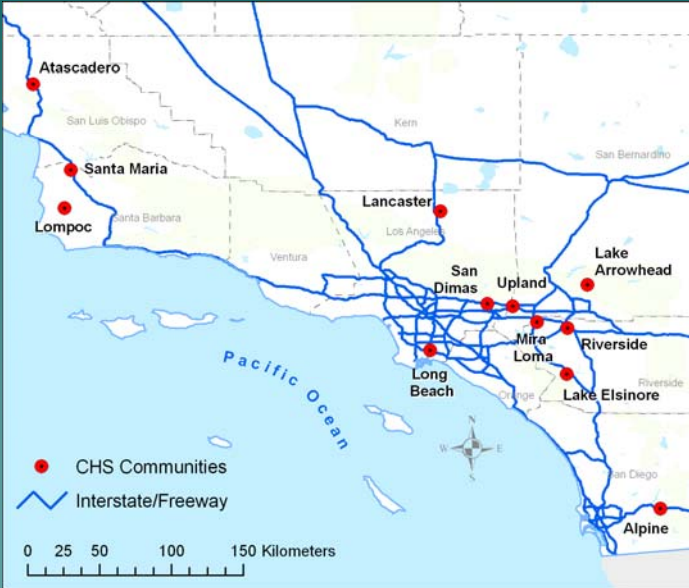 Atascadero
San Luis Obispo
Kern
San Bernardino
Santa Maria
Lancaster
Los Angeles
Santa Barbara
Lompoc
Ventura
San
Dimas
Upland
Lake
Arrowhead
Mira
Loma
Riverside
Long
Beach
Lake Elsinore
Riverside
Orange
Pacific Ocean
N
W
E
S
CHS Communities
Interstate/Freeway
San Diego
Alpine
0 25 50 100 150 Kilometers